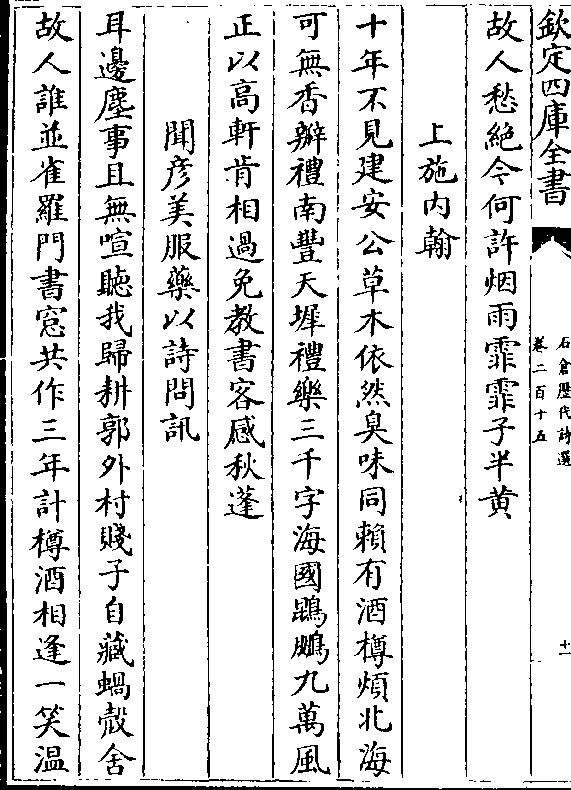 欽定四庫全書
石倉歷代詩選
卷二百十五
十一
故人愁絶今何許烟雨霏霏子半黄
上施内翰
十年不見建安公草木依然臭味同頼有酒樽煩北海
可無香瓣禮南豐天墀禮樂三千字海國鵾鵬九萬風
正以高軒肯相過免教書客感秋蓬
聞彦美服藥以詩問訊
耳邊塵事且無喧聽我歸耕郭外村賤子自藏蝸殻舍
故人誰並雀羅門書窓共作三年計樽酒相逢一笑温